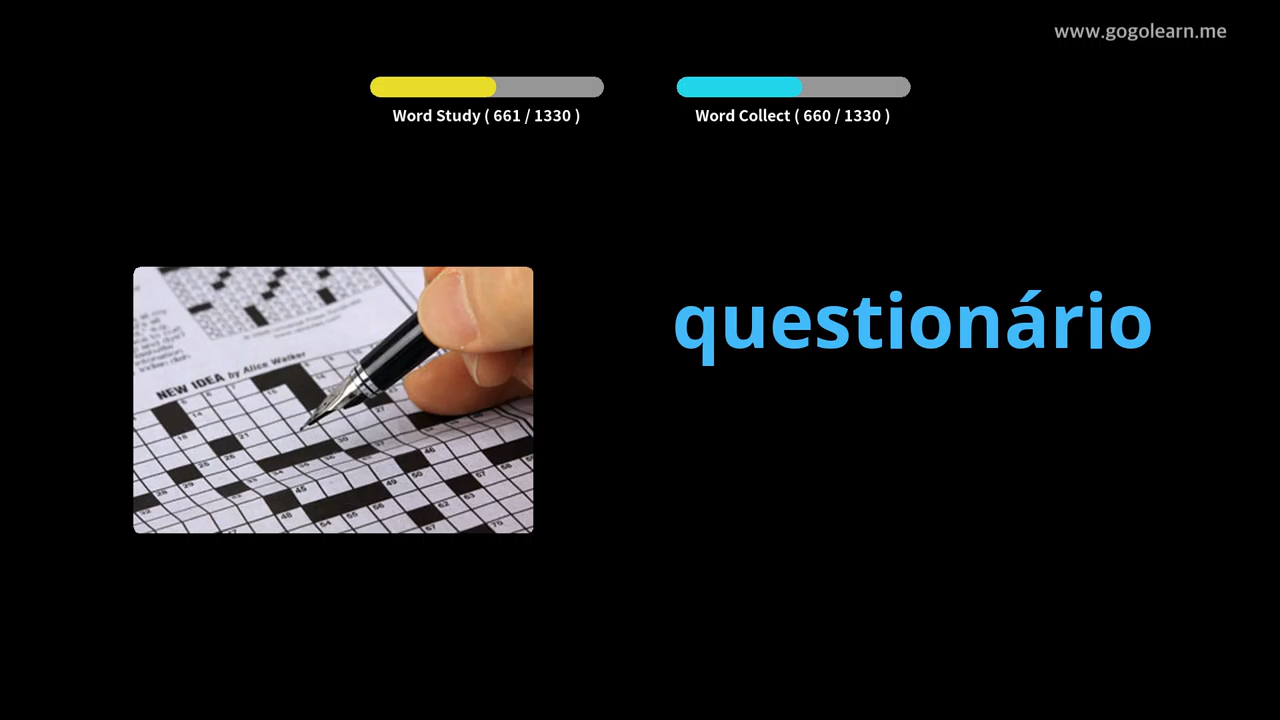 www.gogolearn.me
Word Study ( 661 / 1330 )
Word Collect ( 660 / 1330 )
questionário
NEW IDEA by Alice Walker